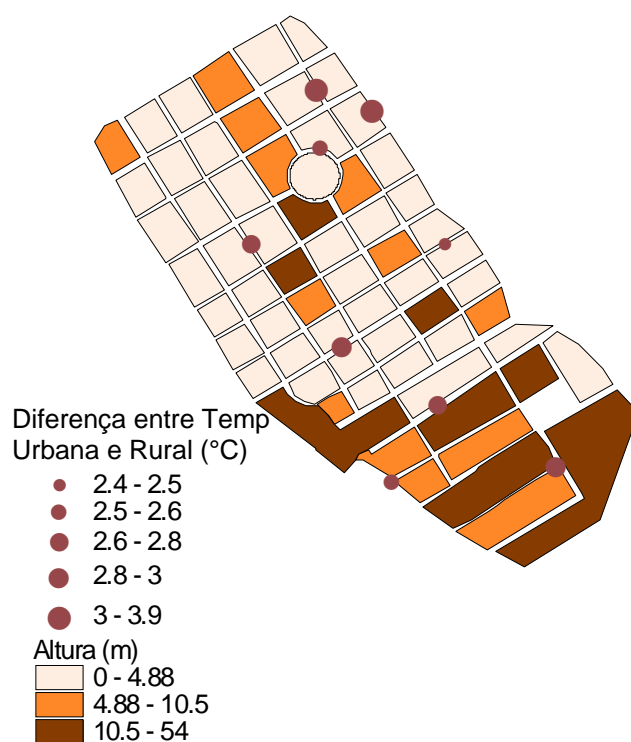 Diferença entre Temp
Urbana e Rural (°C)
2.4 - 2.5
2.5 - 2.6
2.6 - 2.8
2.8 - 3
3 - 3.9
Altura (m)
0 - 4.88
4.88 - 10.5
10.5 - 54